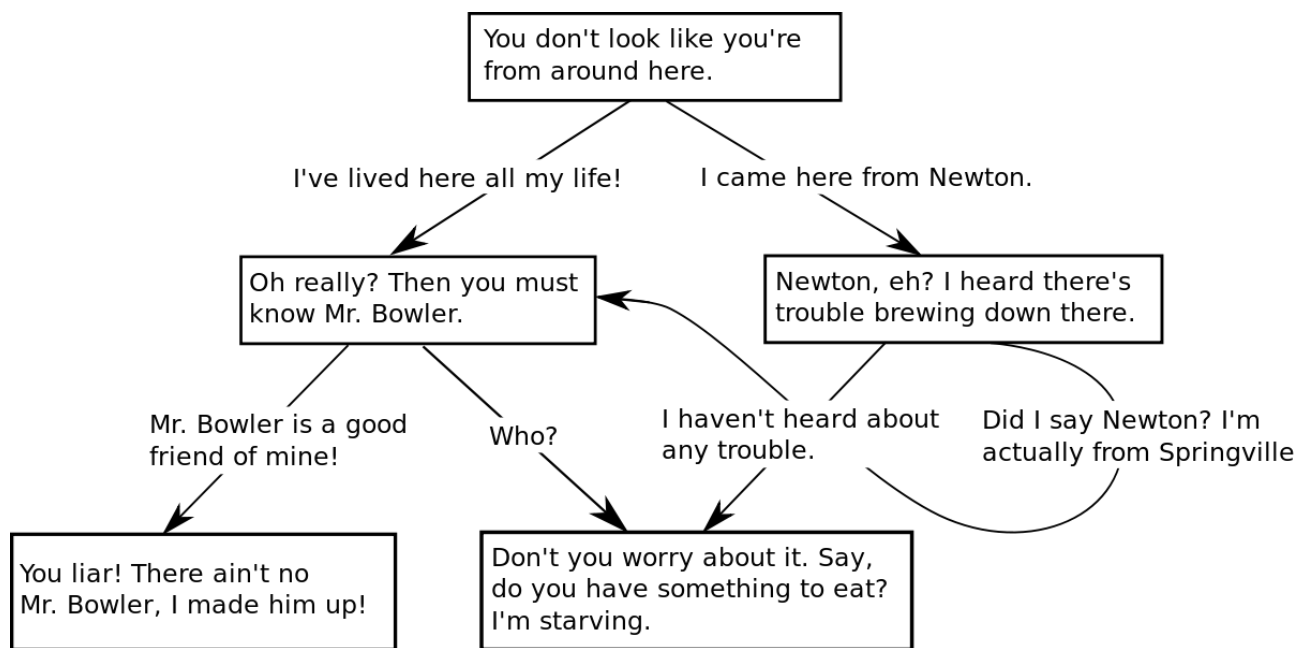 You don't look like you're
from around here.
I've lived here all my life!
I came here from Newton.
Oh really? Then you must
know Mr. Bowler.
Newton, eh? I heard there's
trouble brewing down there.
Mr. Bowler is a good
friend of mine!
Who?
I haven't heard about
any trouble.
Did I say Newton? I'm
actually from Springville
You liar! There ain't no
Mr. Bowler, I made him up!
Don't you worry about it. Say,
do you have something to eat?
I'm starving.